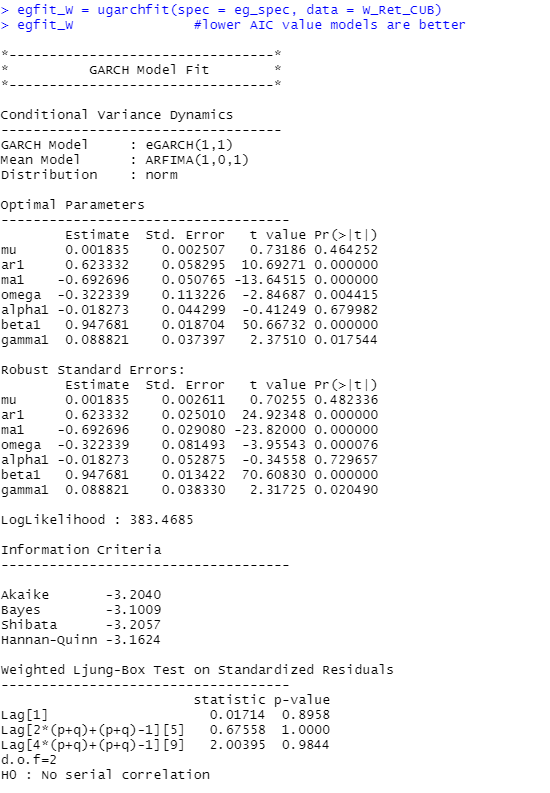 > egfit_W = ugarchfit(spec = eg_spec, data = W_Ret_CUB)
> egfit_W               #lower AIC value models are better

*---------------------------------*
*          GARCH Model Fit        *
*---------------------------------*

Conditional Variance Dynamics
-----------------------------------
GARCH Model     : eGARCH(1,1)
Mean Model      : ARFIMA(1,0,1)
Distribution    : norm

Optimal Parameters
------------------------------------
        Estimate  Std. Error   t value Pr(>|t|)
mu      0.001835    0.002507   0.73186 0.464252
ar1     0.623332    0.058295  10.69271 0.000000
ma1    -0.692696    0.050765 -13.64515 0.000000
omega  -0.322339    0.113226  -2.84687 0.004415
alpha1 -0.018273    0.044299  -0.41249 0.679982
beta1   0.947681    0.018704  50.66732 0.000000
gamma1  0.088821    0.037397   2.37510 0.017544

Robust Standard Errors:
        Estimate  Std. Error   t value Pr(>|t|)
mu      0.001835    0.002611   0.70255 0.482336
ar1     0.623332    0.025010  24.92348 0.000000
ma1    -0.692696    0.029080 -23.82000 0.000000
omega  -0.322339    0.081493  -3.95543 0.000076
alpha1 -0.018273    0.052875  -0.34558 0.729657
beta1   0.947681    0.013422  70.60830 0.000000
gamma1  0.088821    0.038330   2.31725 0.020490

LogLikelihood : 383.4685

Information Criteria
------------------------------------

Akaike       -3.2040
Bayes        -3.1009
Shibata      -3.2057
Hannan-Quinn -3.1624

Weighted Ljung-Box Test on Standardized Residuals
------------------------------------
                        statistic p-value
Lag[1]                    0.01714  0.8958
Lag[2*(p+q)+(p+q)-1][5]   0.67558  1.0000
Lag[4*(p+q)+(p+q)-1][9]   2.00395  0.9844
d.o.f=2
H0 : No serial correlation